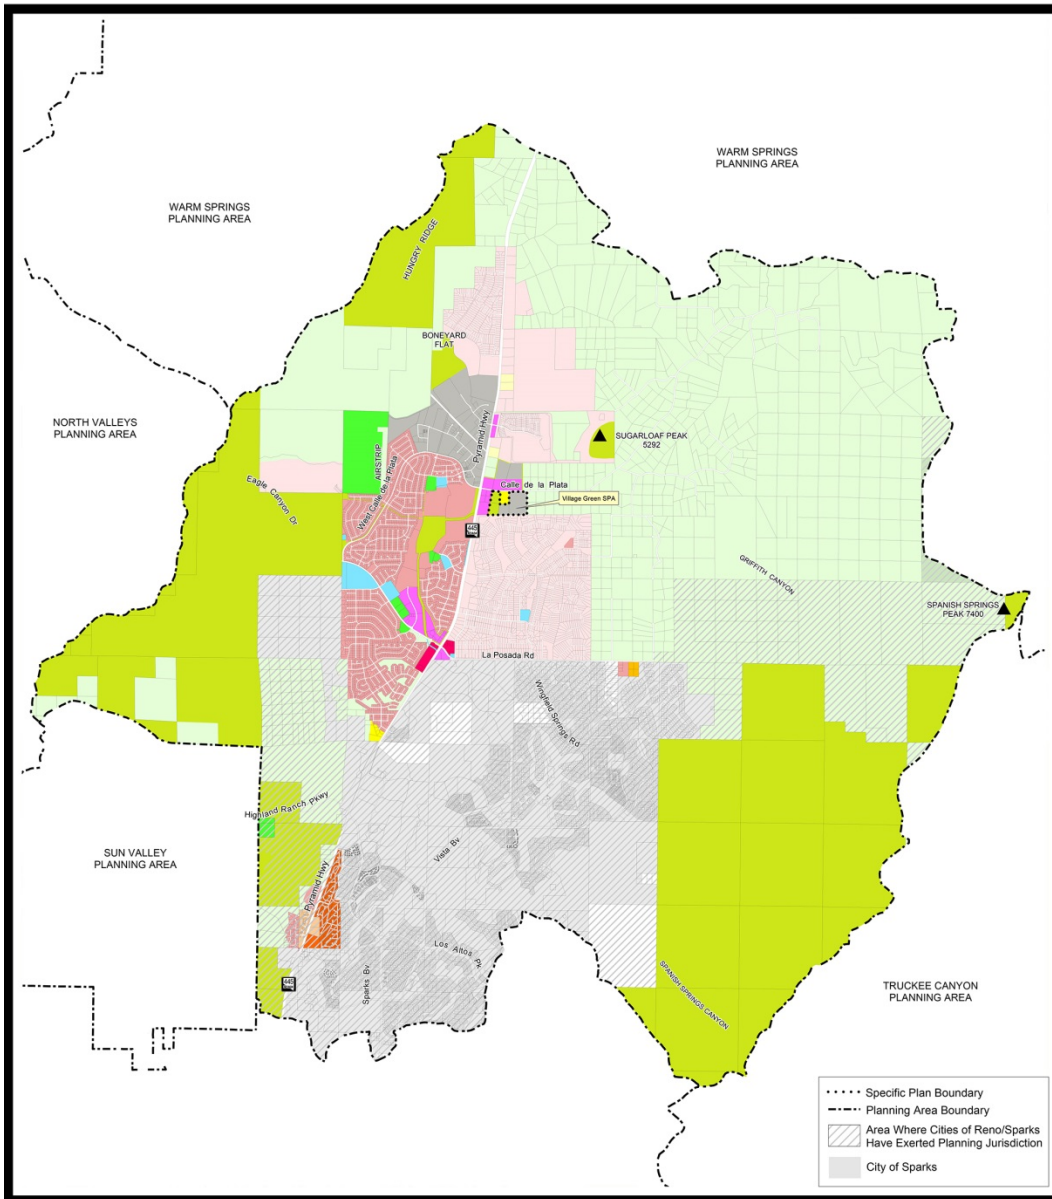 WARM SPRINGS
PLANNING AREA
WARM SPRINGS
PLANNING AREA
HUNGRY RIDGE
BONEYARD
FLAT
NORTH VALLEYS
PLANNING AREA
Pyramid Hwy
SUGARLOAF PEAK
5292
AIRSTRIP
West Calle de la Plata
Eagle Canyon Dr
Calle de la Plata
Village Green SPA
445
GRIFFITH CANYON
SPANISH SPRINGS
PEAK 7400
La Posada Rd
Wingfield Springs Rd
Highland Ranch Pkwy
SUN VALLEY
PLANNING AREA
Vista Bv
Pyramid Hwy
Los Altos Pk
Sparks Bv
445
SPANISH SPRINGS CANYON
TRUCKEE CANYON
PLANNING AREA
Specific Plan Boundary
Planning Area Boundary
Area Where Cities of Reno/Sparks
Have Exerted Planning Jurisdiction
City of Sparks